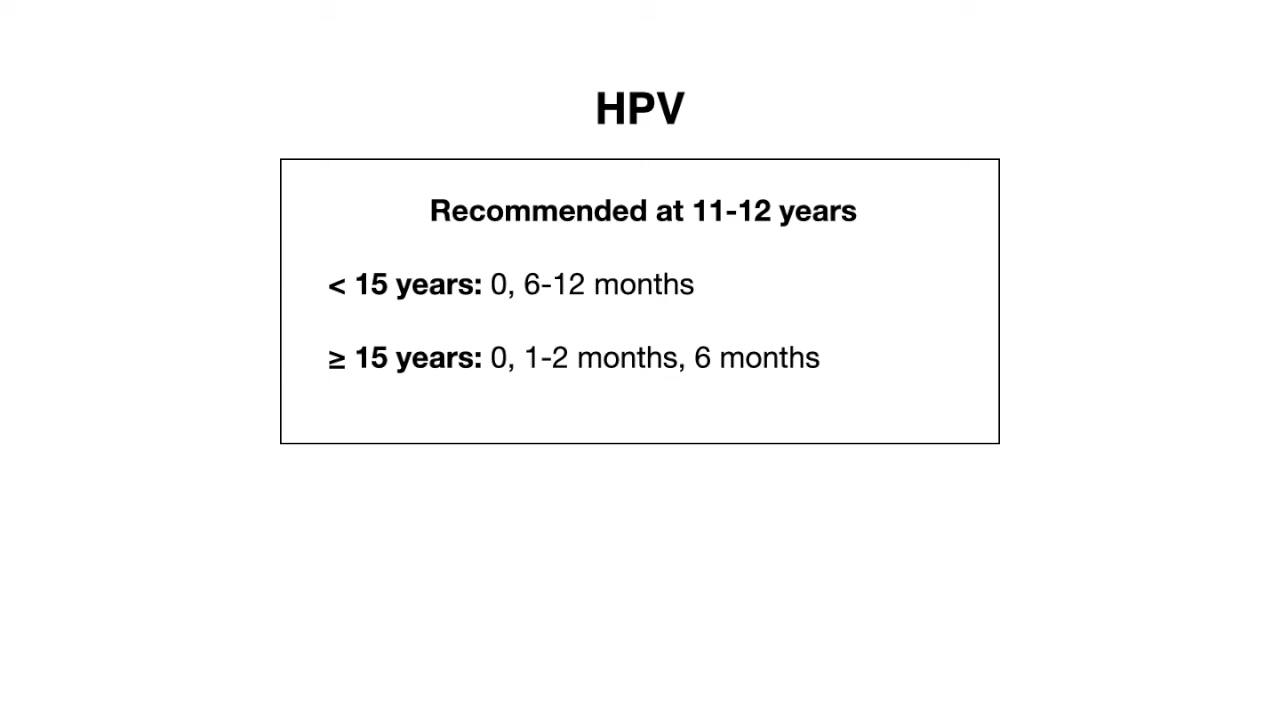 HPV
Recommended at 11-12 years
< 15 years: 0, 6-12 months
≥ 15 years: 0, 1-2 months, 6 months